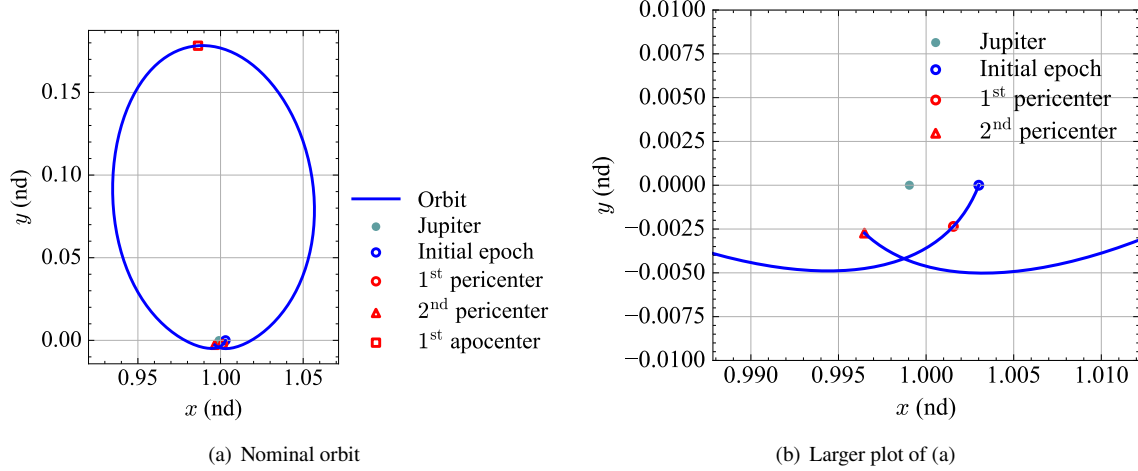 0.15
0.10
0.05
0.00
y (nd)
0.95
1.00
1.05
x (nd)
Orbit
Jupiter
Initial epoch
1st pericenter
2nd pericenter
1st apocenter
(a) Nominal orbit
0.0100
0.0075
0.0050
0.0025
0.0000
−0.0025
−0.0050
−0.0075
−0.0100
y (nd)
0.990
0.995
1.000
1.005
1.010
x (nd)
Jupiter
Initial epoch
1st pericenter
2nd pericenter
(b) Larger plot of (a)